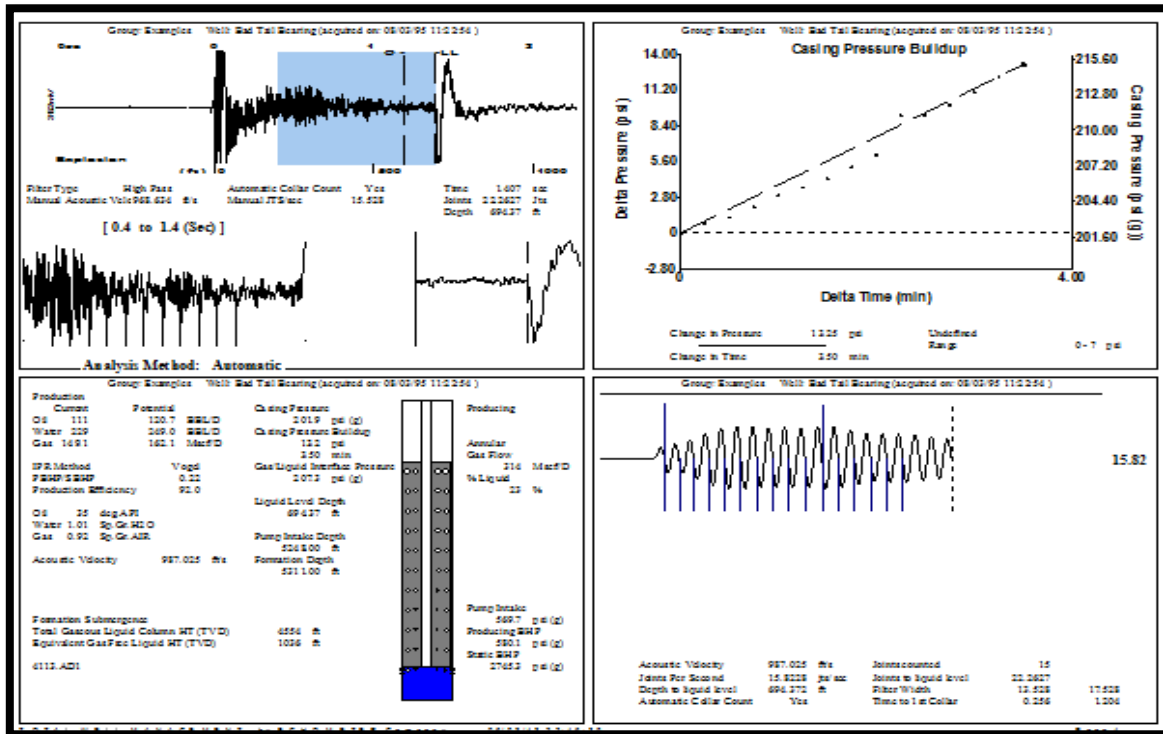 Group: Examples Well: Bad Tail Bearing (acquired on: 08/03/95 11:22:54 )
0
Explosion
(ft) 0
4000
Filter Type High Pass Automatic Collar Count Yes Time 1.407 sec
Manual Acoustic Velo 968.634 ft/s Manual JTS/sec 15.528 Joints 22.2627 Jts
Depth 694.37 ft
[ 0.4 to 1.4 (Sec) ]
Analysis Method: Automatic
Group: Examples Well: Bad Tail Bearing (acquired on: 08/03/95 11:22:54 )
Casing Pressure Buildup
14.00
11.20
8.40
5.60
2.80
0
-2.80
Delta Pressure (psi)
215.60
212.80
210.00
207.20
204.40
201.60
Casing Pressure (psi (g))
0
4.00
Delta Time (min)
Change in Pressure 13.25 psi Undefined
Range 0 - ? psi
Change in Time 3.50 min
Group: Examples Well: Bad Tail Bearing (acquired on: 08/03/95 11:22:54 )
Production
Current Potential
Oil 111 120.7 BBL/D
Water 229 249.0 BBL/D
Gas 149.1 162.1 Mscf/D
IPR Method Vogel
PBHP/SBHP 0.22
Production Efficiency 92.0
Oil 35 deg.API
Water 1.01 Sp.Gr.H2O
Gas 0.92 Sp.Gr.AIR
Acoustic Velocity 987.025 ft/s
Formation Submergence
Total Gaseous Liquid Column HT (TVD) 4554 ft
Equivalent Gas Free Liquid HT (TVD) 1036 ft
Casing Pressure
201.9 psi (g)
Casing Pressure Buildup
13.2 psi
3.50 min
Gas/Liquid Interface Pressure
207.3 psi (g)
Liquid Level Depth
694.37 ft
Pump Intake Depth
5248.00 ft
Formation Depth
5311.00 ft
Producing
Annular
Gas Flow
314 Mscf/D
% Liquid
23 %
Pump Intake
569.7 psi (g)
Producing BHP
580.1 psi (g)
Static BHP
2765.3 psi (g)
Group: Examples Well: Bad Tail Bearing (acquired on: 08/03/95 11:22:54 )
15.82
Acoustic Velocity 987.025 ft/s Joints counted 15
Joints Per Second 15.8228 jts/sec Joints to liquid level 22.2627
Depth to liquid level 694.372 ft Filter Width 13.528 17.528
Automatic Collar Count Yes Time to 1st Collar 0.256 1.204